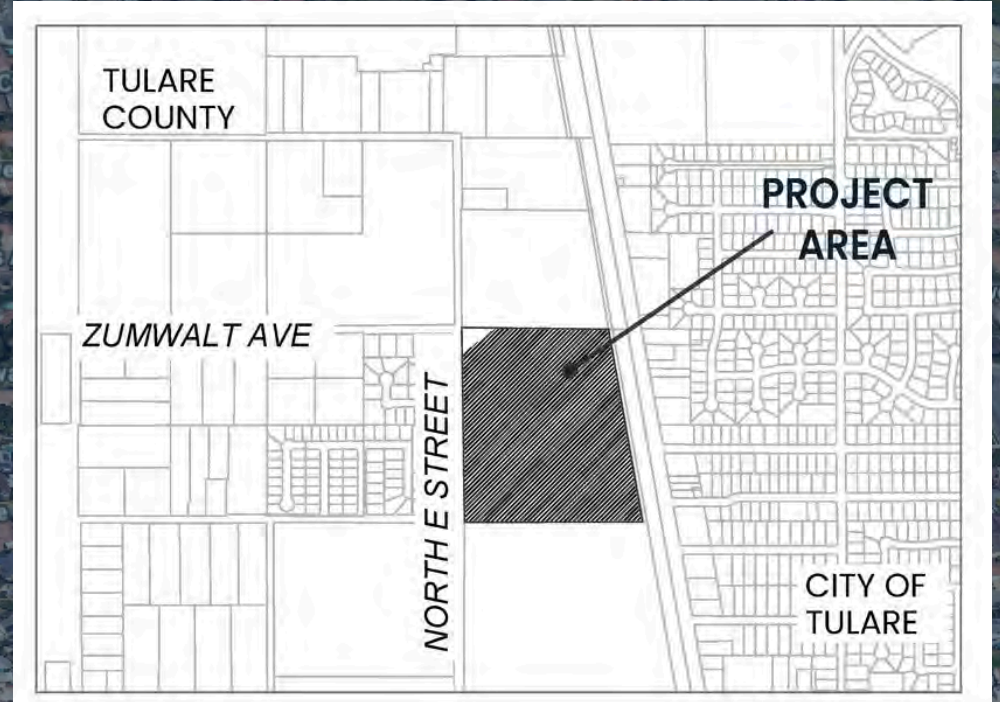 TULARE
COUNTY
PROJECT
AREA
ZUMWALT AVE
NORTH E STREET
CITY OF
TULARE